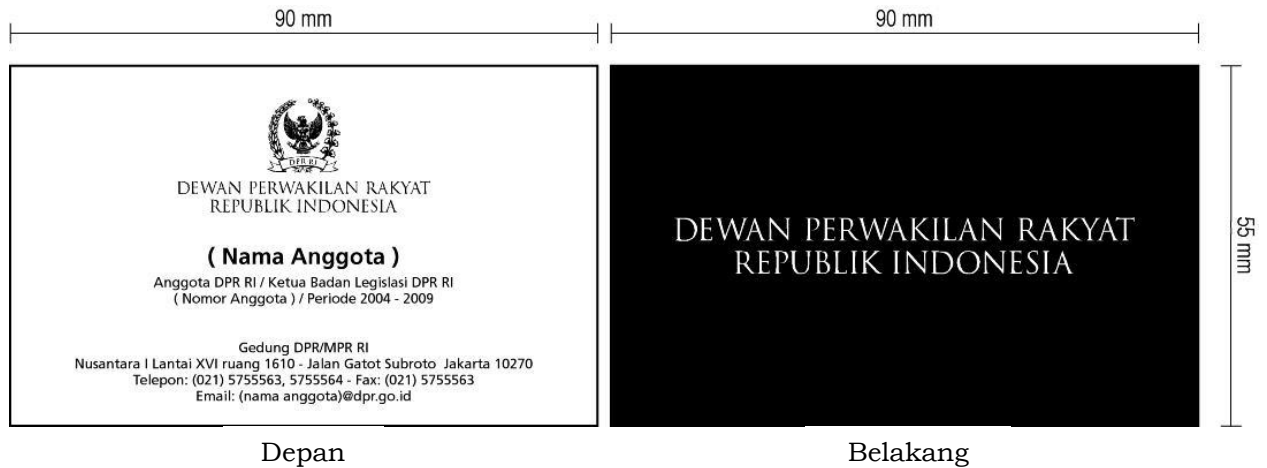 90 mm
90 mm
DPR RI
DEWAN PERWAKILAN RAKYAT
REPUBLIK INDONESIA
( Nama Anggota )
Anggota DPR RI / Ketua Badan Legislasi DPR RI
( Nomor Anggota ) / Periode 2004 - 2009
Gedung DPR/MPR RI
Nusantara I Lantai XVI ruang 1610 - Jalan Gatot Subroto Jakarta 10270
Telepon: (021) 5755563, 5755564 - Fax: (021) 5755563
Email: (nama anggota)@dpr.go.id
DEWAN PERWAKILAN RAKYAT
REPUBLIK INDONESIA
55 mm
Depan
Belakang